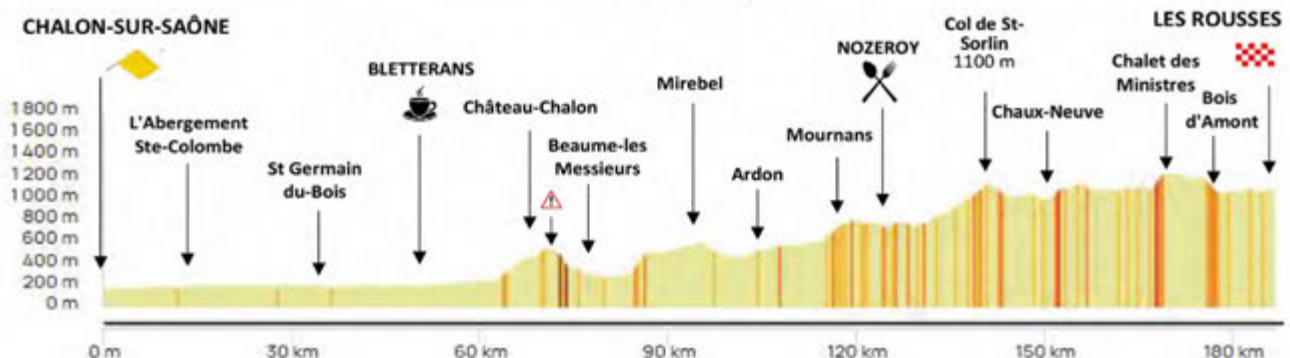 CHALON-SUR-SAÔNE
LES ROUSSES
Col de St-
Sorlin
1100 m
NOZEROY
BLETTERANS
Mirebel
Chalet des
Ministres
Château-Chalon
Chaux-Neuve
Bois
d'Amont
L'Abergement
Ste-Colombe
Mournans
Beaume-les
Messieurs
St Germain
du-Bois
Ardon
1800 m
1600 m
1400 m
1200 m
1000 m
800 m
600 m
400 m
200 m
0 m
0 m
30 km
60 km
90 km
120 km
150 km
180 km